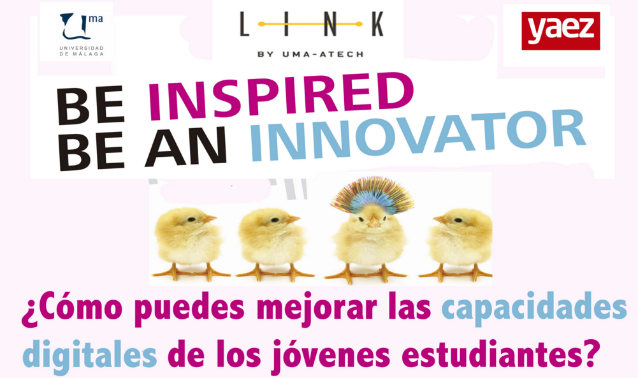 uma
UNIVERSIDAD
DE MÁLAGA
LINK
BY UMA-ATECH
yaez
BE INSPIRED
BE AN INNOVATOR
¿Cómo puedes mejorar las capacidades
digitales de los jóvenes estudiantes?